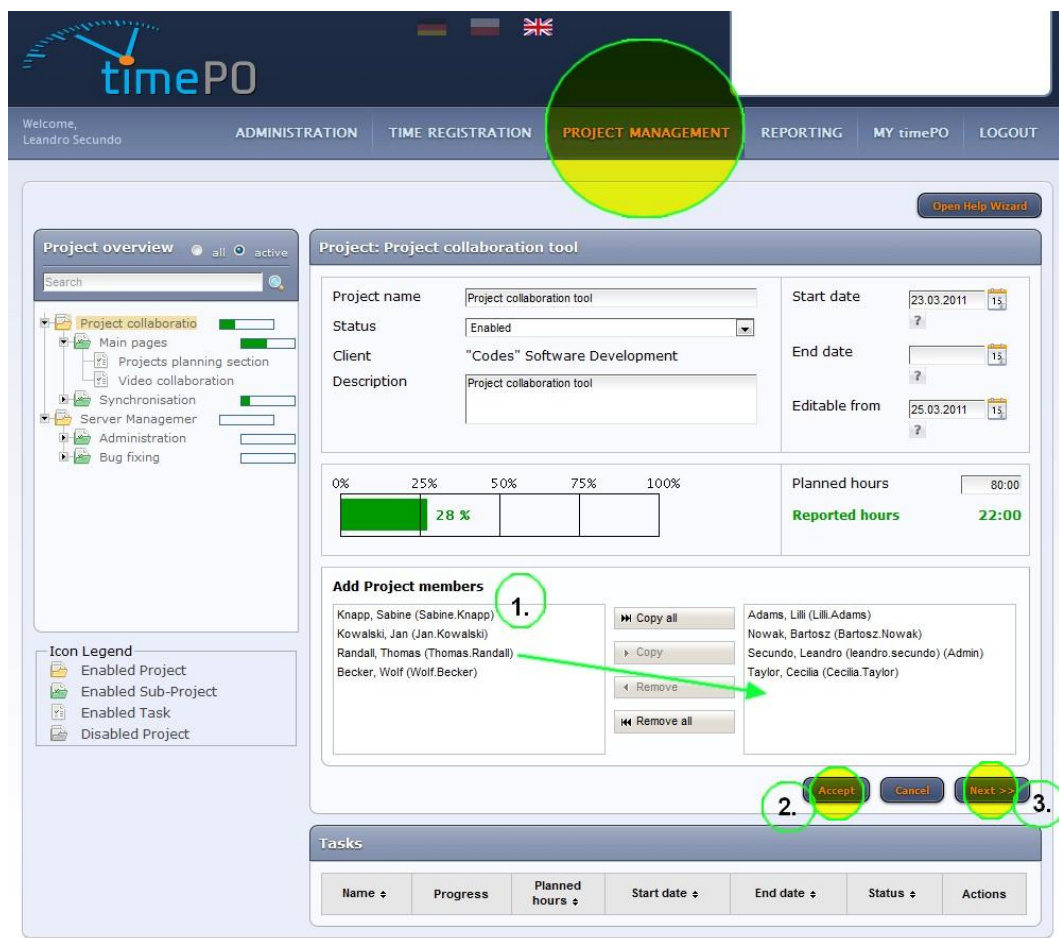 timePO
Welcome,
Leandro Secundo
ADMINISTRATION TIME REGISTRATION PROJECT MANAGEMENT REPORTING MY timePO LOGOUT
Open Help Wizard
Project overview all active
Search
Project collaboratio
Main pages
Projects planning section
Video collaboration
Synchronisation
Server Managemer
Administration
Bug fixing
Icon Legend
Enabled Project
Enabled Sub-Project
Enabled Task
Disabled Project
Project: Project collaboration tool
Project name Project collaboration tool
Status Enabled
Client "Codes" Software Development
Description Project collaboration tool
Start date 23.03.2011 15
?
End date 15
?
Editable from 25.03.2011 15
?
0% 25% 50% 75% 100%
28 %
Planned hours 80:00
Reported hours 22:00
Add Project members
1.
Knapp, Sabine (Sabine.Knapp)
Kowalski, Jan (Jan.Kowalski)
Randall, Thomas (Thomas.Randall)
Becker, Wolf (Wolf.Becker)
Copy all
Copy
Remove
Remove all
Adams, Lilli (Lilli.Adams)
Nowak, Bartosz (Bartosz.Nowak)
Secundo, Leandro (leandro.secundo) (Admin)
Taylor, Cecilia (Cecilia.Taylor)
2. Accept Cancel Next >> 3.
Tasks
Name Progress Planned hours Start date End date Status Actions